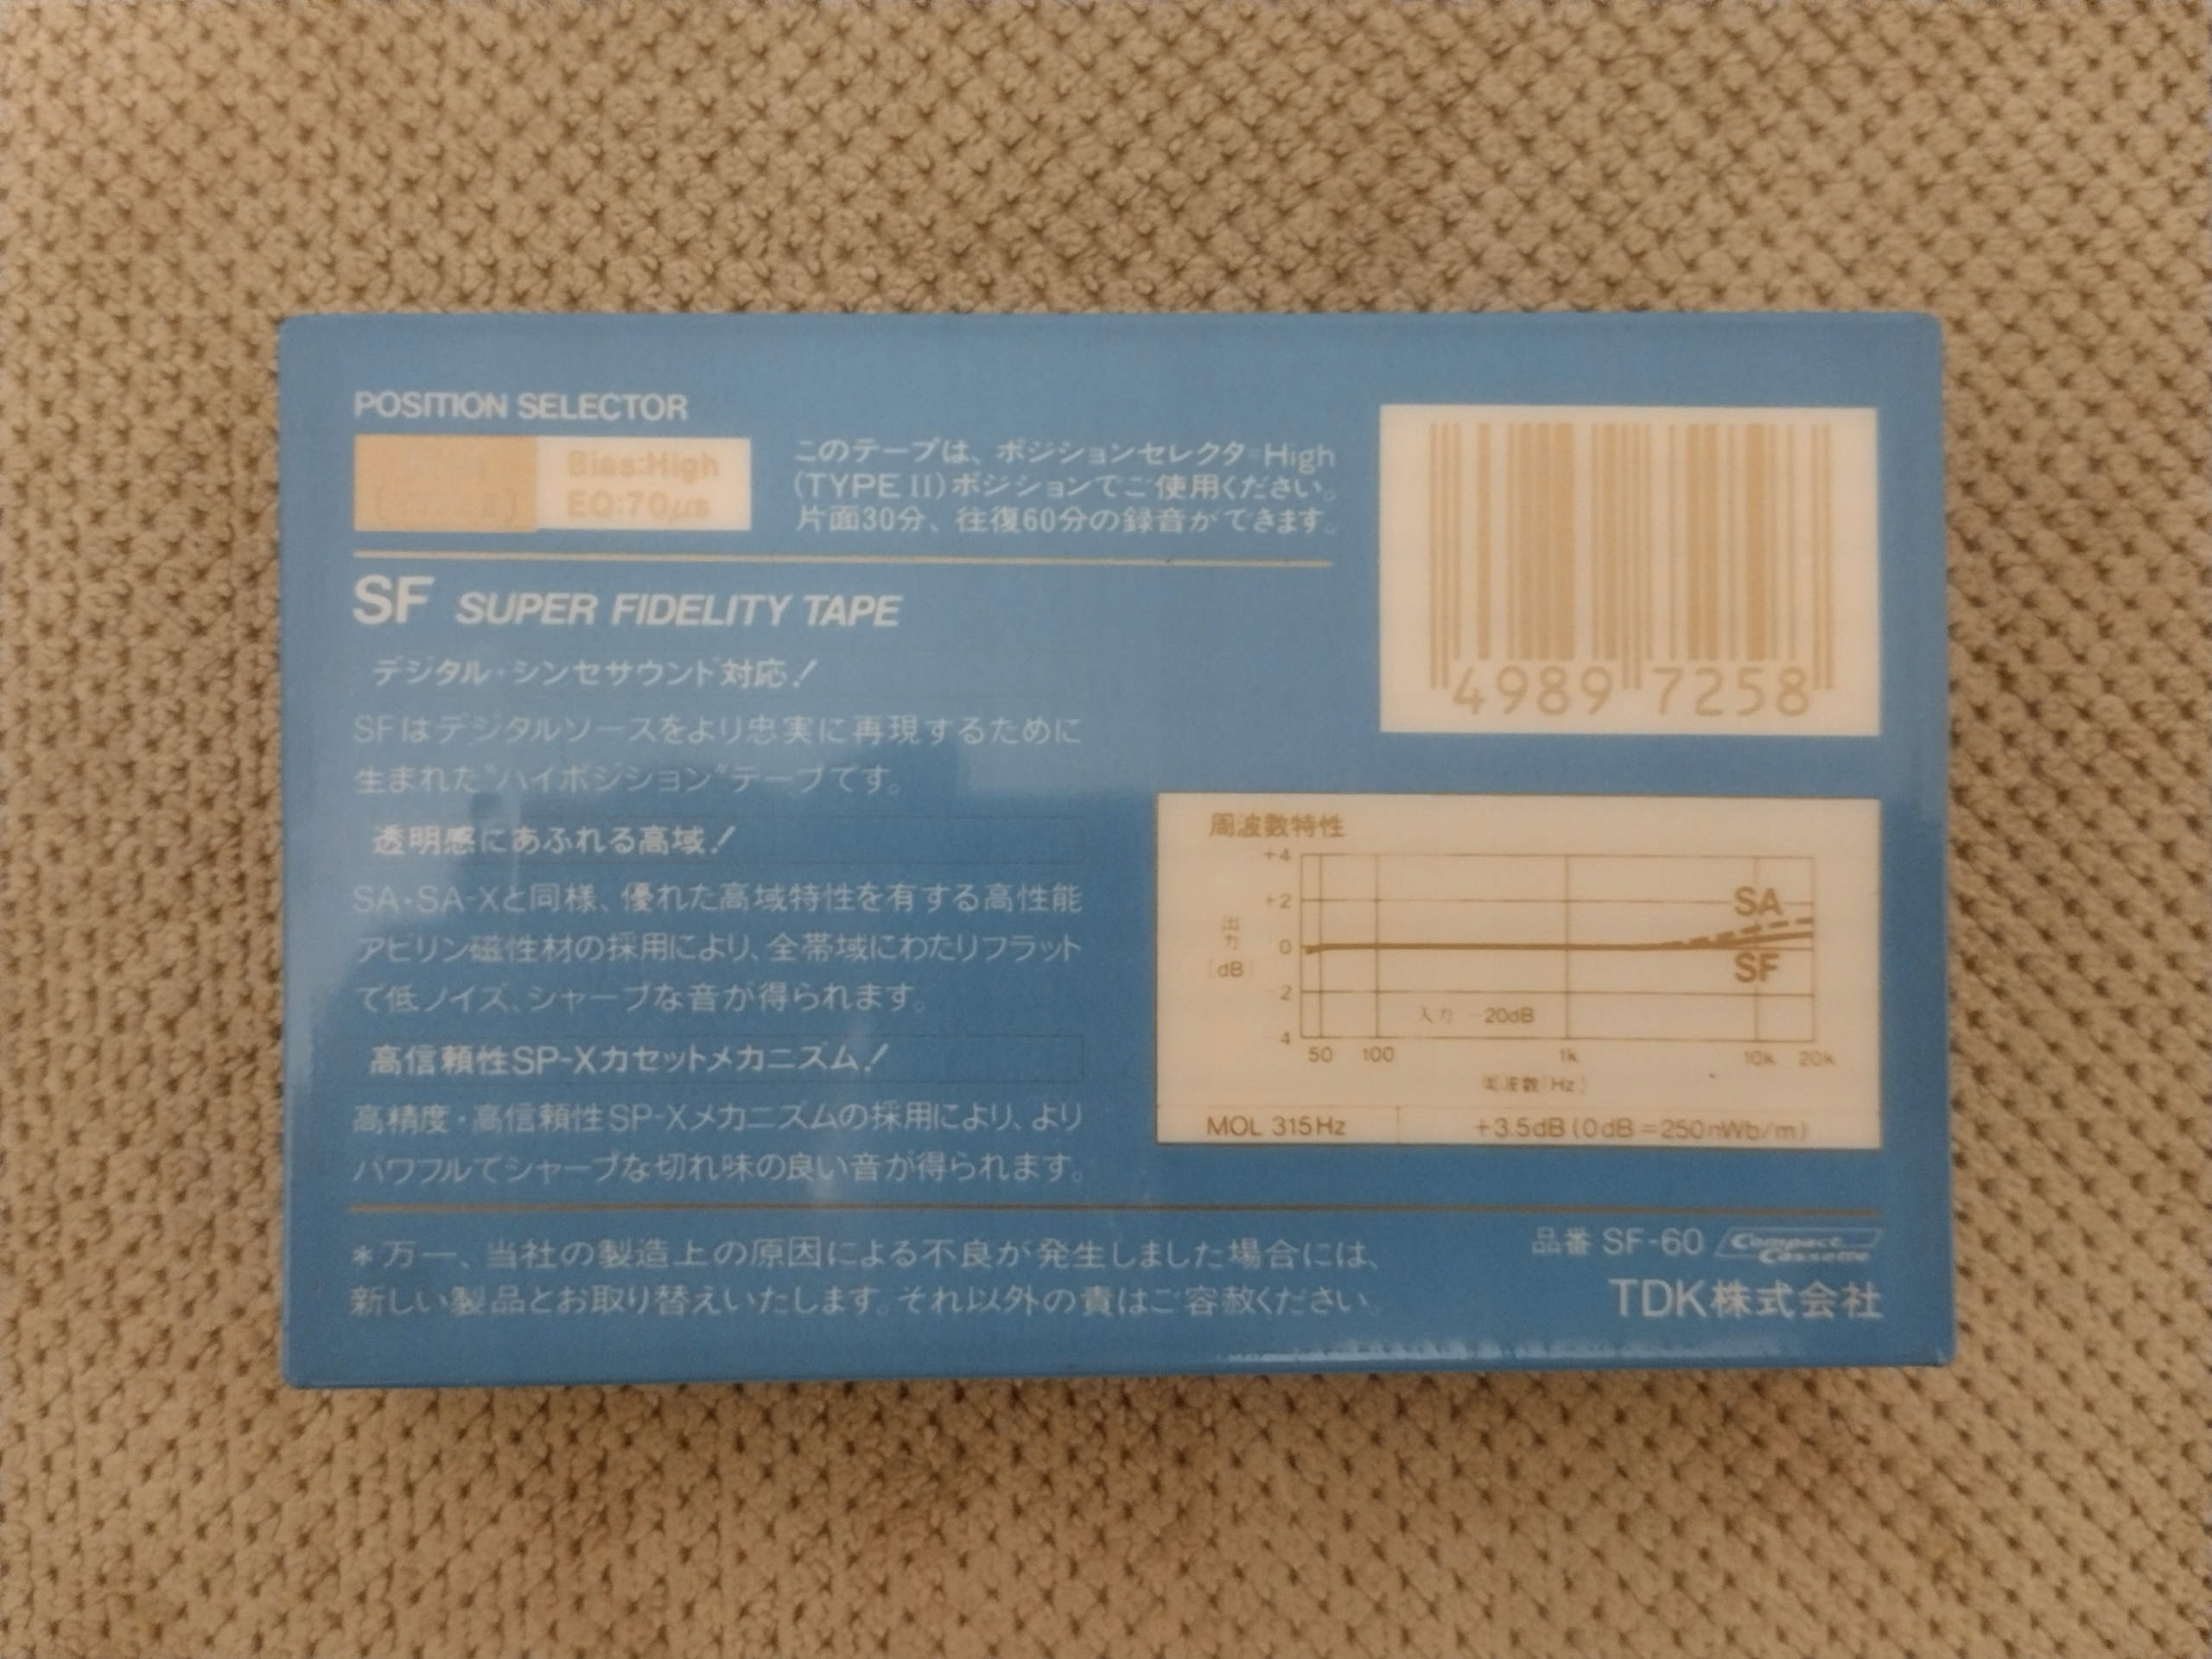 POSITION SELECTOR
Bias:High
EQ:70μs
このテープは、ポジションセレクタ=High
(TYPE II)ポジションでご使用ください。
片面30分、往復60分の録音ができます。
4989 7258
SF SUPER FIDELITY TAPE
デジタル・シンセサウンド対応!
SFはデジタルソースをより忠実に再現するために
生まれた“ハイポジション”テープです。
透明感にあふれる高域!
SA・SA-Xと同様、優れた高域特性を有する高性能
アビリン磁性材の採用により、全帯域にわたりフラット
で低ノイズ、シャープな音が得られます。
高信頼性SP-Xカセットメカニズム!
高精度・高信頼性SP-Xメカニズムの採用により、より
パワフルでシャープな切れ味の良い音が得られます。
周波数特性
+4
+2
0
2
4
出力
[dB]
SA
SF
入力 -20dB
50 100 1k 10k 20k
周波数[Hz]
MOL 315Hz +3.5dB (0dB=250nWb/m)
*万一、当社の製造上の原因による不良が発生しました場合には、
新しい製品とお取り替えいたします。それ以外の責はご容赦ください。
品番 SF-60 Compact Cassette
TDK株式会社